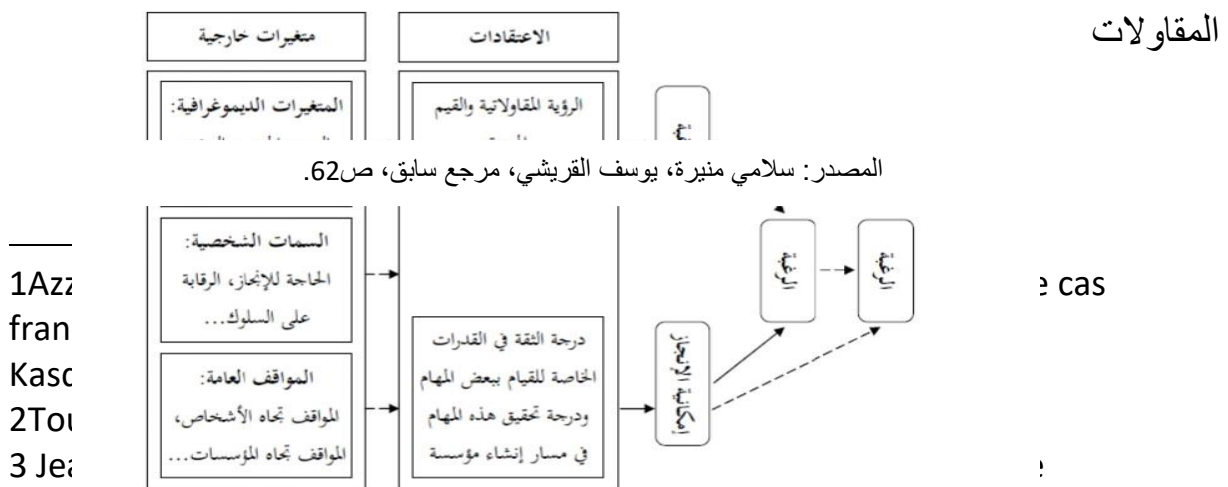 المقاولات
متغيرات خارجية
الاعتقادات
المتغيرات الديموغرافية:
الرؤية المقاولاتية والقيم
المصدر: سلامي منيرة، يوسف القريشي، مرجع سابق، ص62.
السمات الشخصية:
الحاجة للإنجاز، الرقابة
على السلوك...
المواقف العامة:
المواقف تجاه الأشخاص،
المواقف تجاه المؤسسات...
درجة الثقة في القدرات
الخاصة للقيام ببعض المهام
ودرجة تحقيق هذه المهام
في مسار إنشاء مؤسسة
إمكانية الإنجاز
الرغبة
الرغبة
1Azz
e cas
fran
Kasd
2Tou
3 Jea